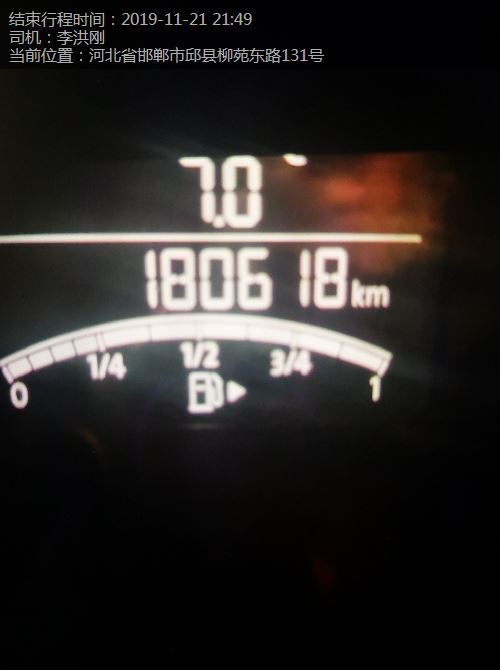 结束行程时间：2019-11-21 21:49
司机：李洪刚
当前位置：河北省邯郸市邱县柳苑东路131号
7.0
180618km
0 1/4 1/2 3/4 1